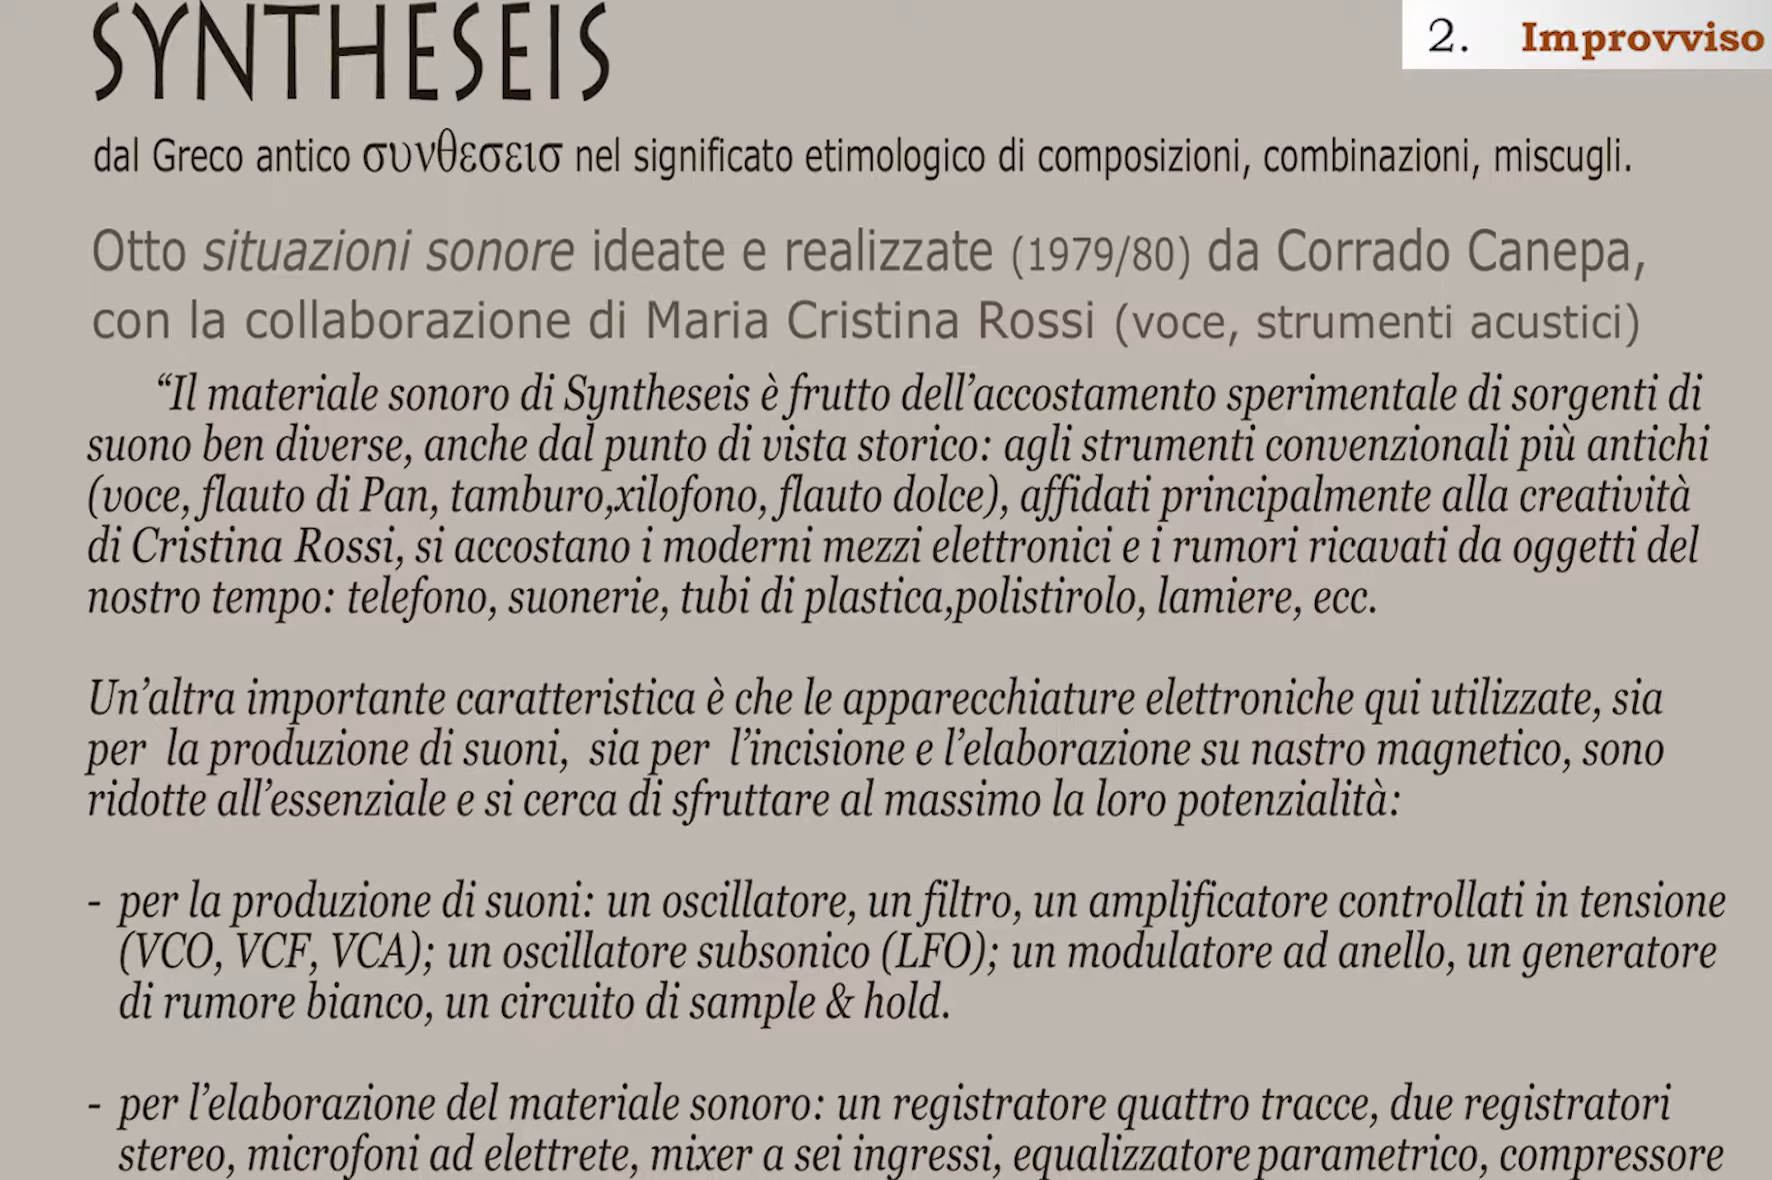 SYNTHESEIS
2. Improvviso
dal Greco antico συνθεσεισ nel significato etimologico di composizioni, combinazioni, miscugli.
Otto situazioni sonore ideate e realizzate (1979/80) da Corrado Canepa,
con la collaborazione di Maria Cristina Rossi (voce, strumenti acustici)
“Il materiale sonoro di Syntheseis è frutto dell’accostamento sperimentale di sorgenti di
suono ben diverse, anche dal punto di vista storico: agli strumenti convenzionali più antichi
(voce, flauto di Pan, tamburo,xilofono, flauto dolce), affidati principalmente alla creatività
di Cristina Rossi, si accostano i moderni mezzi elettronici e i rumori ricavati da oggetti del
nostro tempo: telefono, suonerie, tubi di plastica,polistirolo, lamiere, ecc.
Un’altra importante caratteristica è che le apparecchiature elettroniche qui utilizzate, sia
per la produzione di suoni, sia per l’incisione e l’elaborazione su nastro magnetico, sono
ridotte all’essenziale e si cerca di sfruttare al massimo la loro potenzialità:
- per la produzione di suoni: un oscillatore, un filtro, un amplificatore controllati in tensione
(VCO, VCF, VCA); un oscillatore subsonico (LFO); un modulatore ad anello, un generatore
di rumore bianco, un circuito di sample & hold.
- per l’elaborazione del materiale sonoro: un registratore quattro tracce, due registratori
stereo, microfoni ad elettrete, mixer a sei ingressi, equalizzatore parametrico, compressore